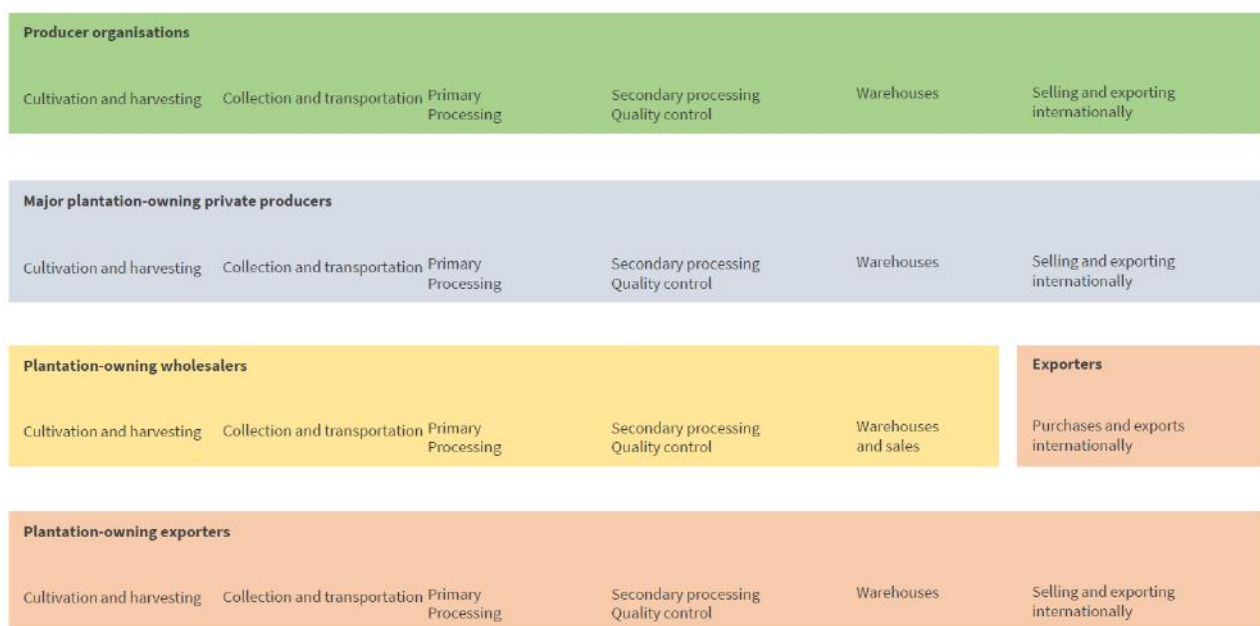 Producer organisations
Cultivation and harvesting
Collection and transportation
Primary
Processing
Secondary processing
Quality control
Warehouses
Selling and exporting
internationally
Major plantation-owning private producers
Cultivation and harvesting
Collection and transportation
Primary
Processing
Secondary processing
Quality control
Warehouses
Selling and exporting
internationally
Plantation-owning wholesalers
Cultivation and harvesting
Collection and transportation
Primary
Processing
Secondary processing
Quality control
Warehouses
and sales
Exporters
Purchases and exports
internationally
Plantation-owning exporters
Cultivation and harvesting
Collection and transportation
Primary
Processing
Secondary processing
Quality control
Warehouses
Selling and exporting
internationally